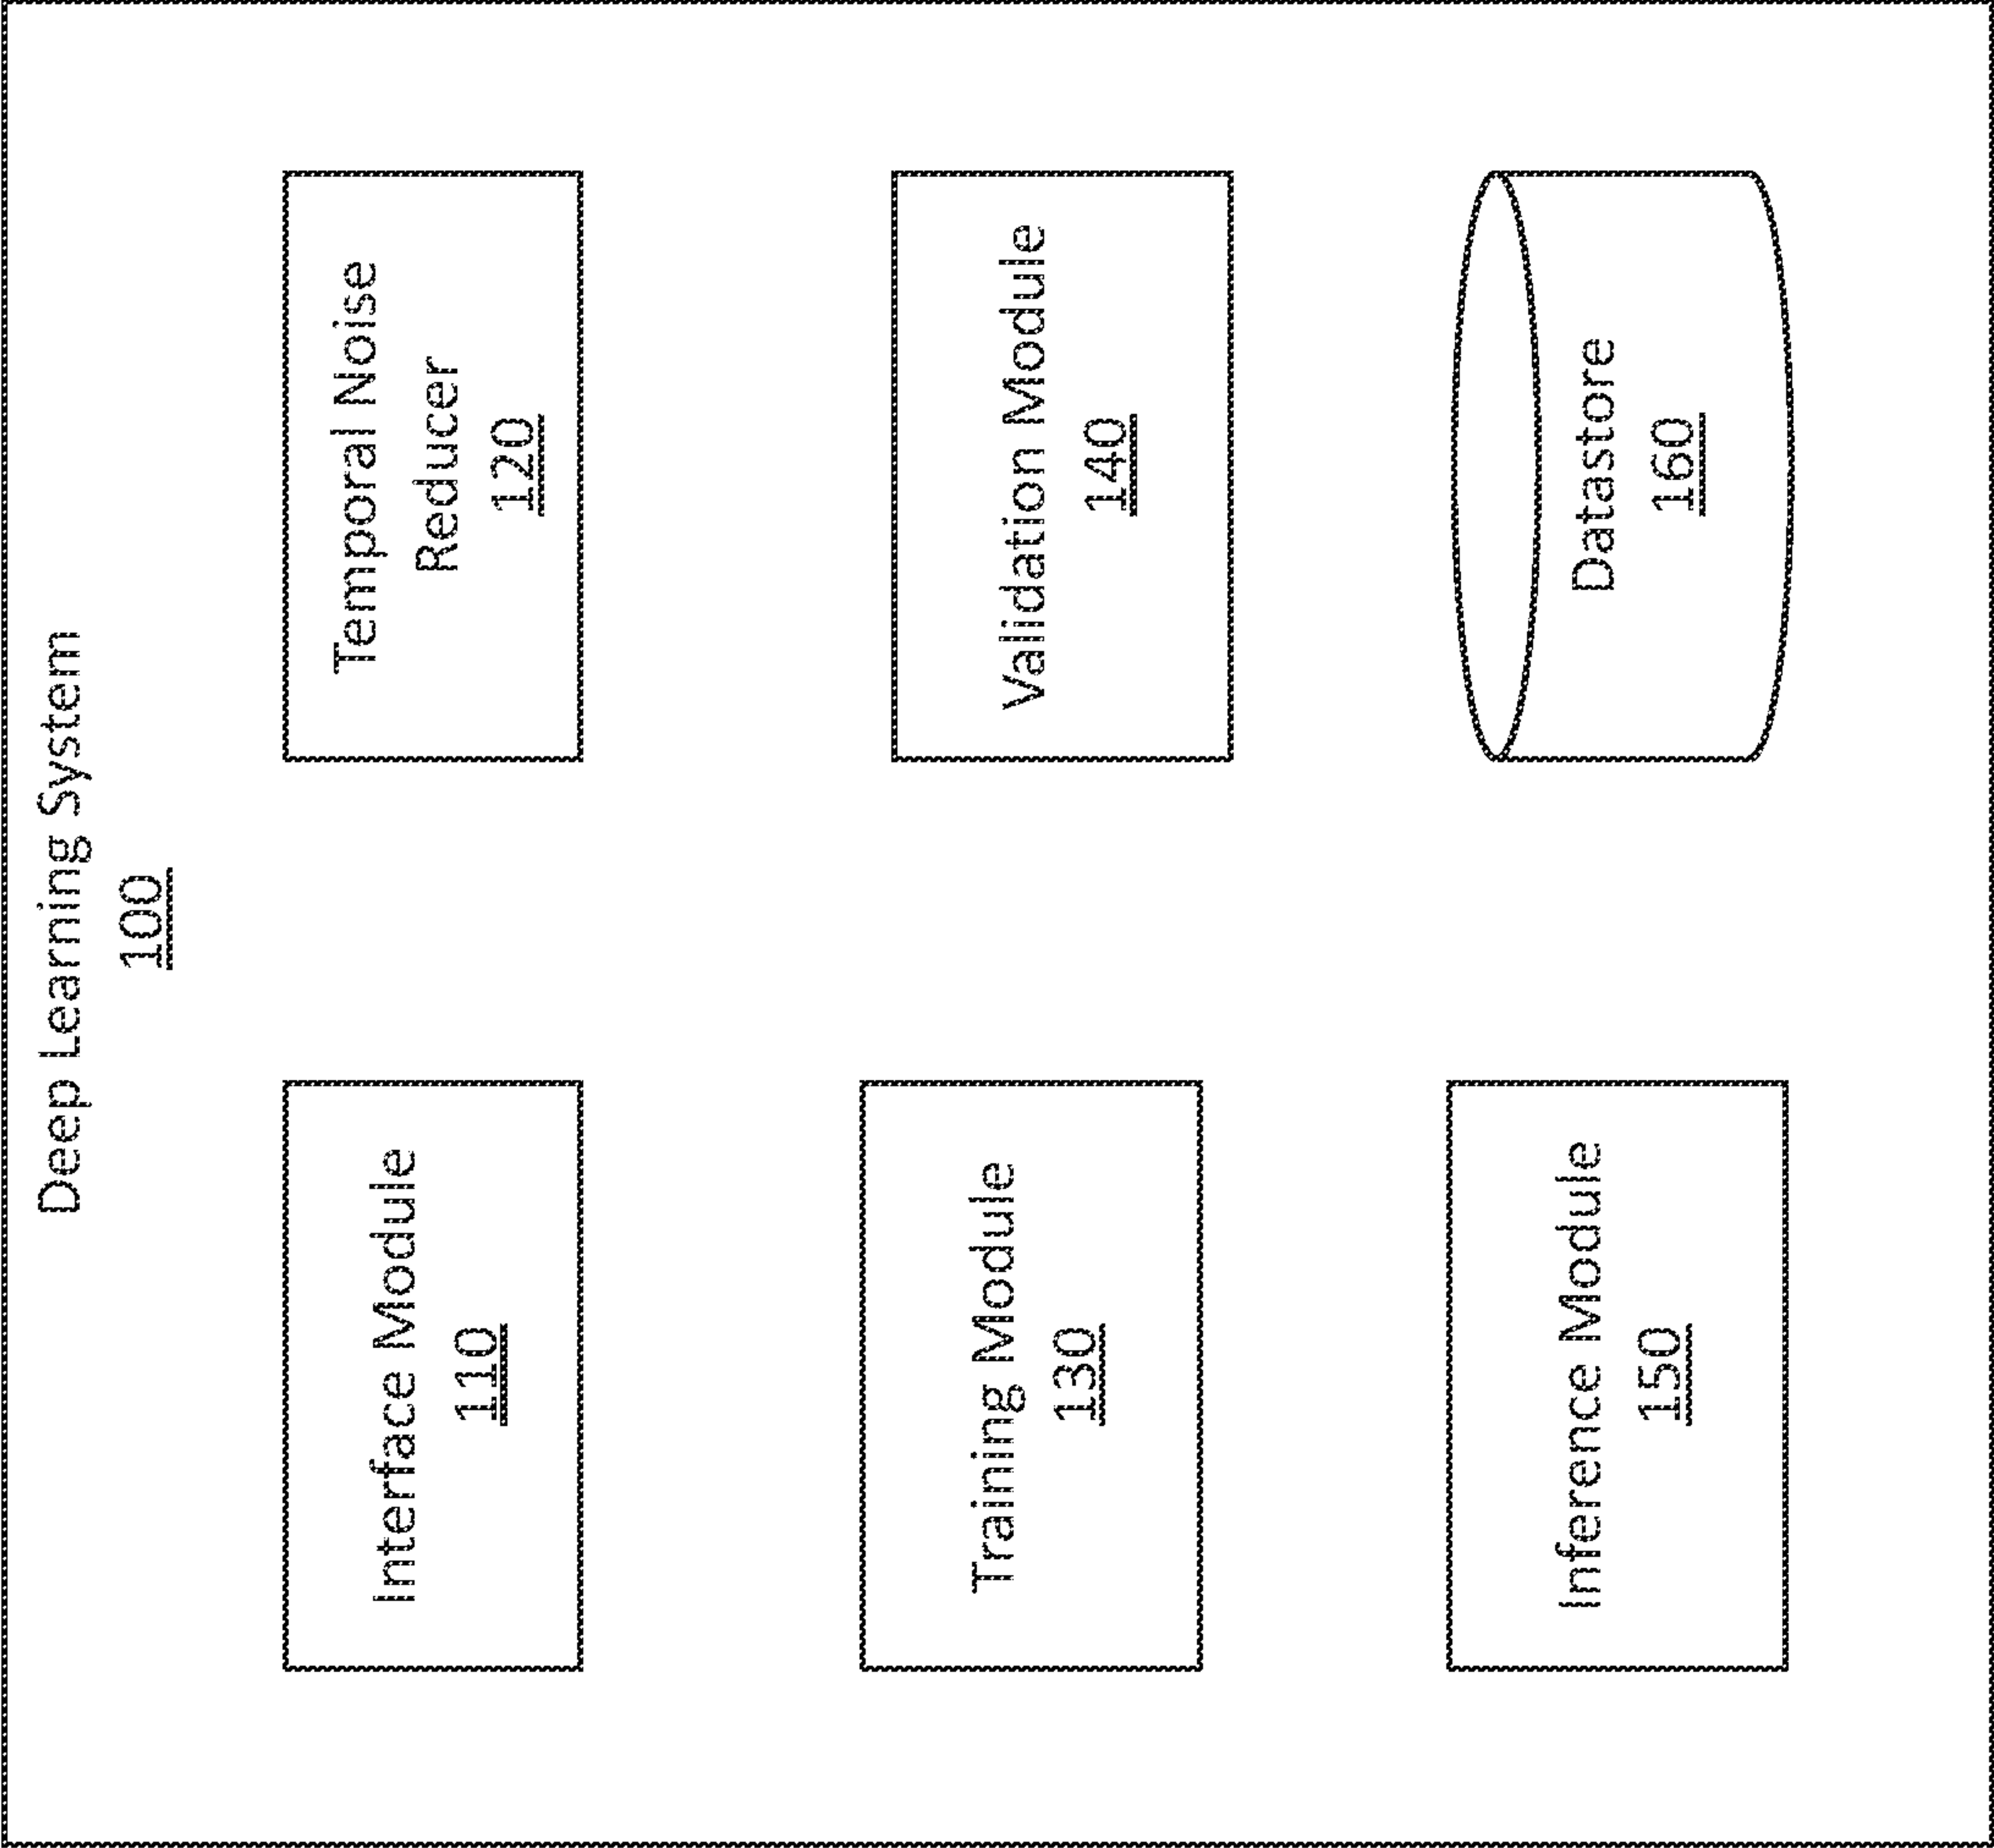 Deep Learning System
100
Interface Module
110
Temporal Noise
Reducer
120
Training Module
130
Validation Module
140
Inference Module
150
Datastore
160